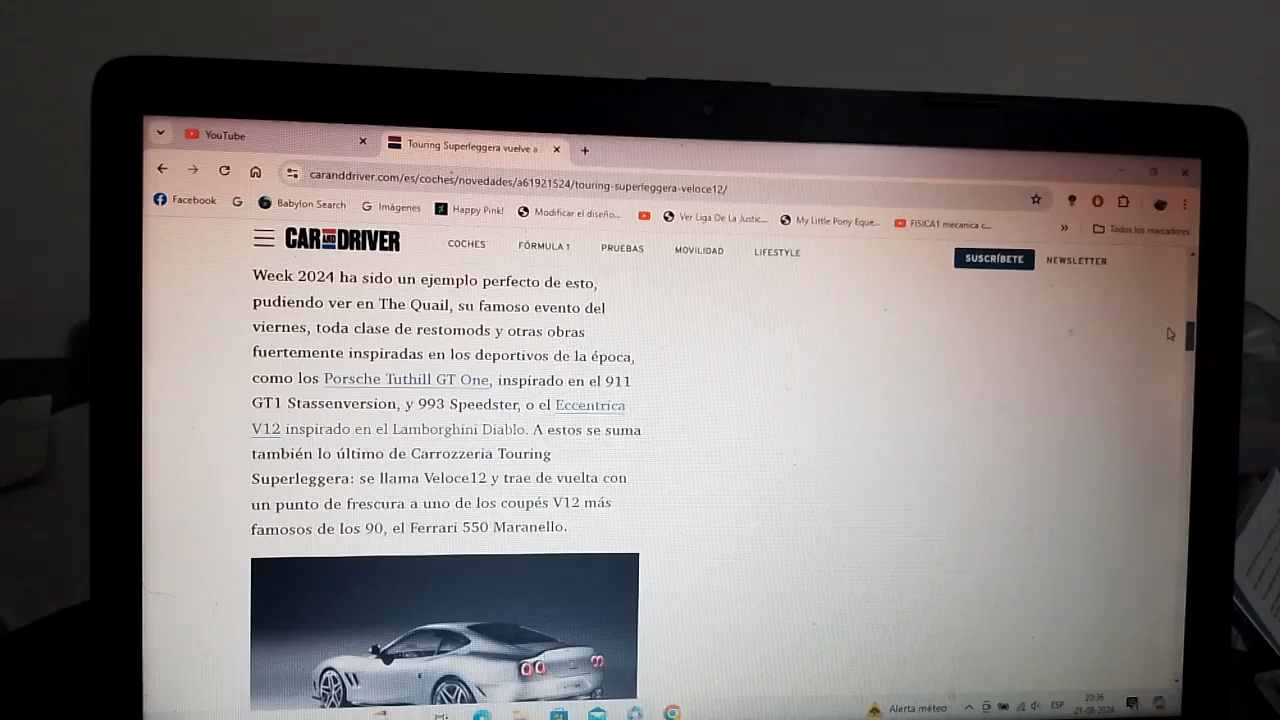 YouTube
Touring Superleggera vuelve a
caranddriver.com/es/coches/novedades/a61921524/touring-superleggera-veloce12/
Facebook
Babylon Search
Imágenes
Happy Pink!
Modificar el diseño...
Ver Liga De La Justic...
My Little Pony Eque...
FISICA1 mecanica c...
Todos los marcadores
CAR AND DRIVER
COCHES
FÓRMULA 1
PRUEBAS
MOVILIDAD
LIFESTYLE
SUSCRÍBETE
NEWSLETTER
Week 2024 ha sido un ejemplo perfecto de esto,
pudiendo ver en The Quail, su famoso evento del
viernes, toda clase de restomods y otras obras
fuertemente inspiradas en los deportivos de la época,
como los Porsche Tuthill GT One, inspirado en el 911
GT1 Stassenversion, y 993 Speedster, o el Eccentrica
V12 inspirado en el Lamborghini Diablo. A estos se suma
también lo último de Carrozzeria Touring
Superleggera: se llama Veloce12 y trae de vuelta con
un punto de frescura a uno de los coupés V12 más
famosos de los 90, el Ferrari 550 Maranello.
Alerta méteo
ESP
20:36
21-08-2024